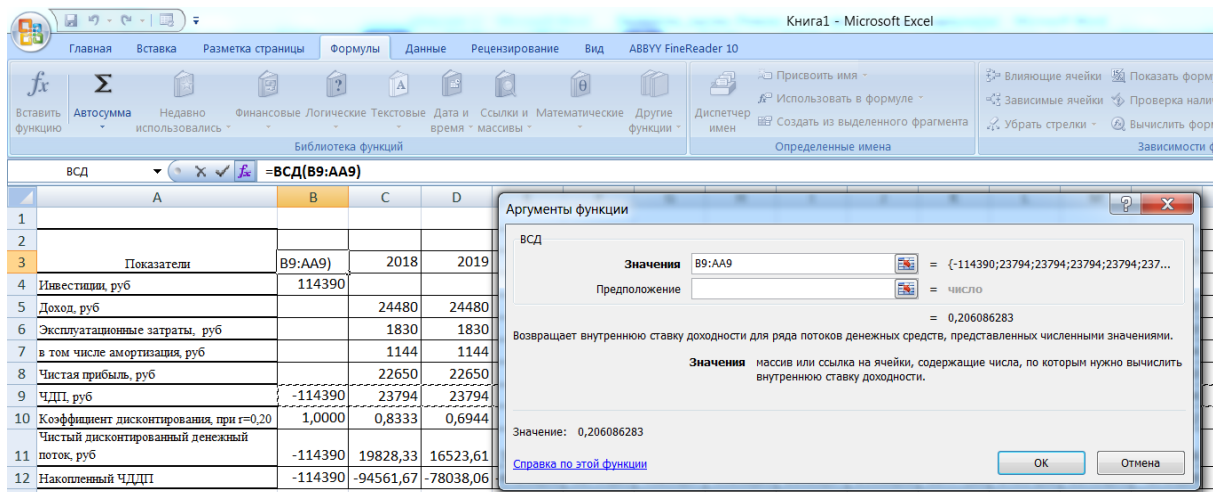 Книга1 - Microsoft Excel
Главная Вставка Разметка страницы Формулы Данные Рецензирование Вид ABBYY FineReader 10
Вставить функцию Автосумма Недавно использовались Финансовые Логические Текстовые Дата и время Ссылки и массивы Математические Другие функции
Библиотека функций
Диспетчер имен
Присвоить имя
Использовать в формуле
Создать из выделенного фрагмента
Определенные имена
Влияющие ячейки Показать форм
Зависимые ячейки Проверка нали
Убрать стрелки Вычислить фор
Зависимости ф
ВСД =ВСД(B9:AA9)
A B C D
1
2
3 Показатели B9:AA9) 2018 2019
4 Инвестиции, руб 114390
5 Доход, руб 24480 24480
6 Эксплуатационные затраты, руб 1830 1830
7 в том числе амортизация, руб 1144 1144
8 Чистая прибыль, руб 22650 22650
9 ЧДП, руб -114390 23794 23794
10 Коэффициент дисконтирования, при r=0,20 1,0000 0,8333 0,6944
Чистый дисконтированный денежный
11 поток, руб -114390 19828,33 16523,61
12 Накопленный ЧДДП -114390 -94561,67 -78038,06
Аргументы функции
ВСД
Значения B9:AA9 = {-114390;23794;23794;23794;23794;237...
Предположение = число
= 0,206086283
Возвращает внутреннюю ставку доходности для ряда потоков денежных средств, представленных численными значениями.
Значения массив или ссылка на ячейки, содержащие числа, по которым нужно вычислить
внутреннюю ставку доходности.
Значение: 0,206086283
Справка по этой функции
ОК Отмена